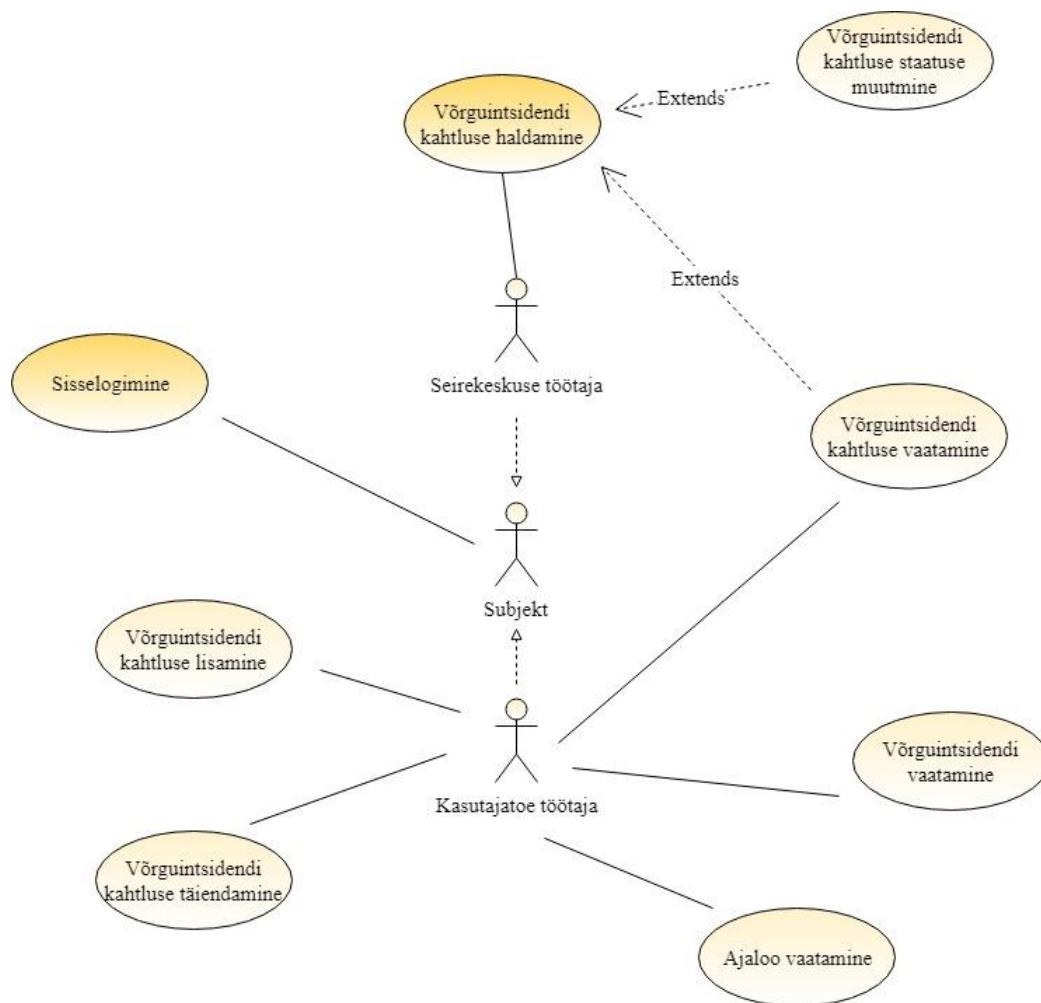 Võrguintsidendi
kahtluse staatuse
muutmine
Extends
Võrguintsidendi
kahtluse haldamine
Extends
Seirekeskuse töötaja
Sisselogimine
Võrguintsidendi
kahtluse vaatamine
Subjekt
Võrguintsidendi
kahtluse lisamine
Võrguintsidendi
vaatamine
Kasutajatoe töötaja
Võrguintsidendi
kahtluse täiendamine
Ajaloo vaatamine